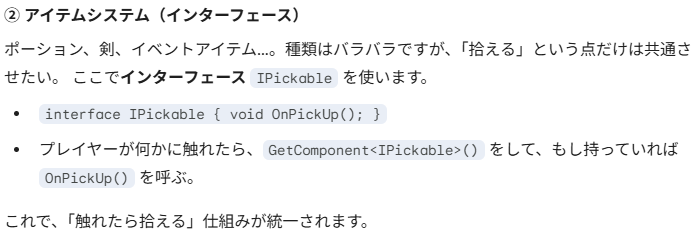 ② アイテムシステム（インターフェース）
ポーション、剣、イベントアイテム...。種類はバラバラですが、「拾える」という点だけは共通さ
せたい。 ここでインターフェース IPickable を使います。
• interface IPickable { void OnPickUp(); }
• プレイヤーが何かに触れたら、GetComponent<IPickable>() をして、もし持っていれば
OnPickUp() を呼ぶ。
これで、「触れたら拾える」仕組みが統一されます。